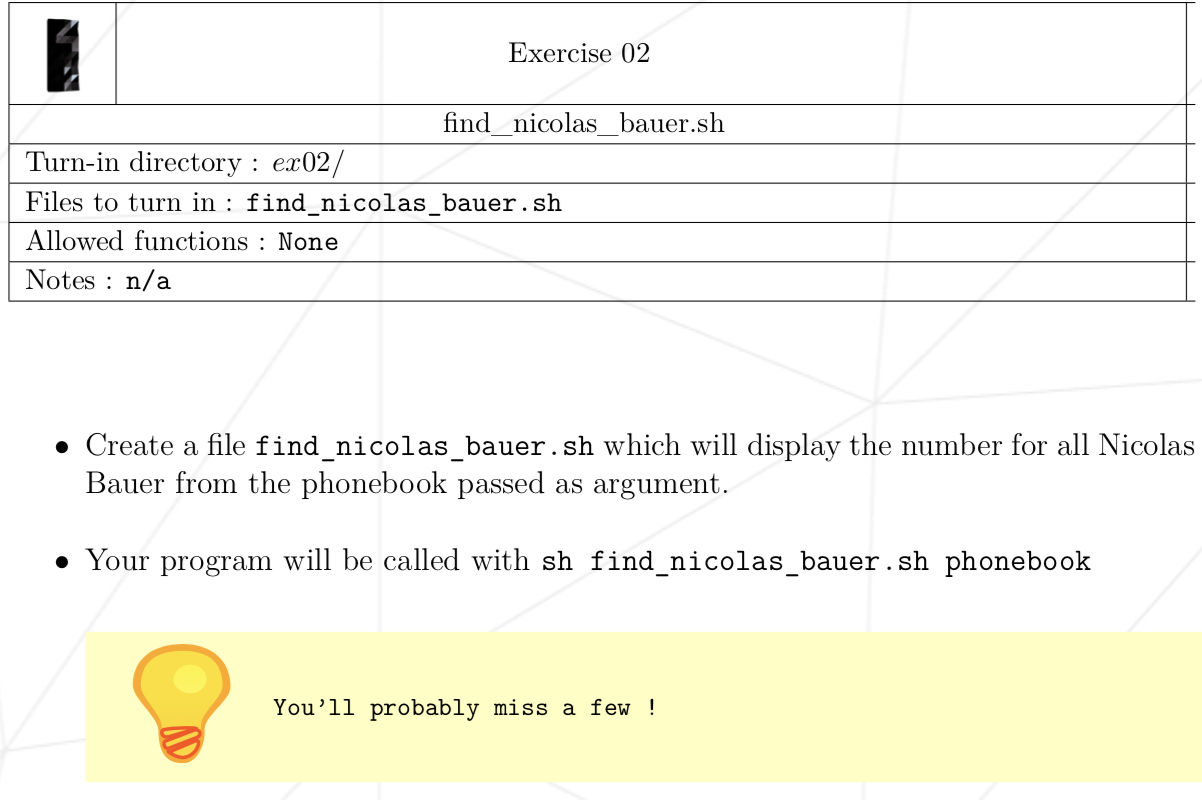 Exercise 02
find_nicolas_bauer.sh
Turn-in directory : ex02/
Files to turn in : find_nicolas_bauer.sh
Allowed functions : None
Notes : n/a
• Create a file find_nicolas_bauer.sh which will display the number for all Nicolas
Bauer from the phonebook passed as argument.
• Your program will be called with sh find_nicolas_bauer.sh phonebook
You'll probably miss a few !